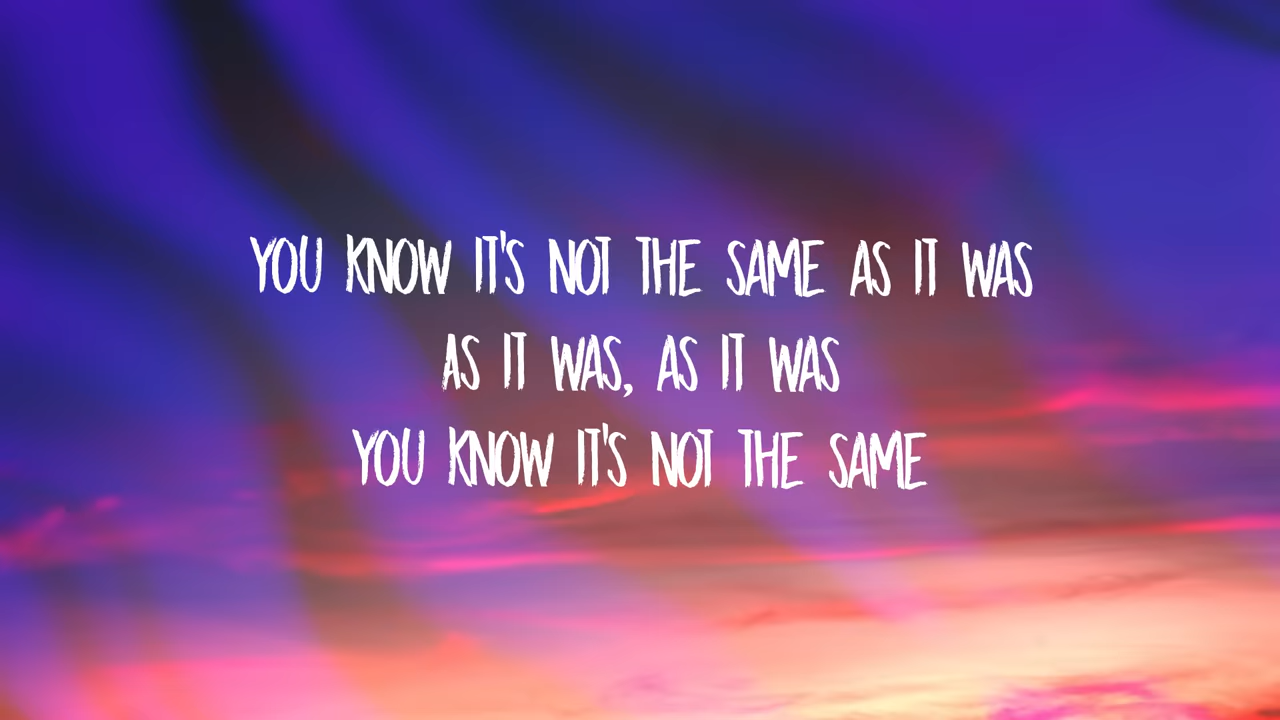 YOU KNOW IT'S NOT THE SAME AS IT WAS
AS IT WAS, AS IT WAS
YOU KNOW IT'S NOT THE SAME